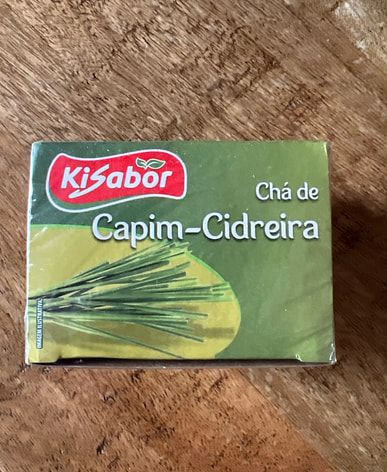 KiSabor
Chá de
Capim-Cidreira
IMAGEM ILUSTRATIVA